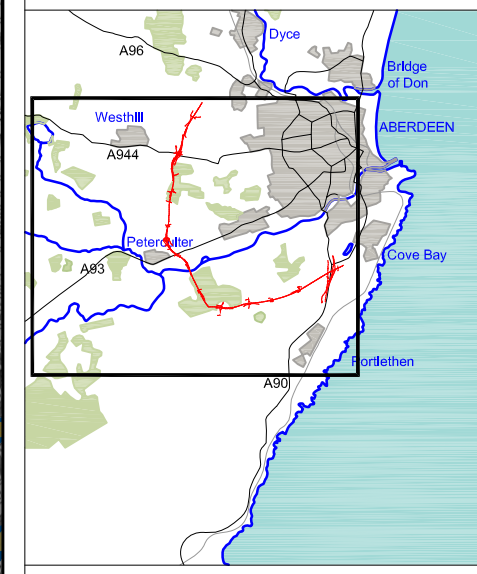 Dyce
A96
Bridge
of Don
Westhill
ABERDEEN
A944
Peterculter
Cove Bay
A93
Portlethen
A90